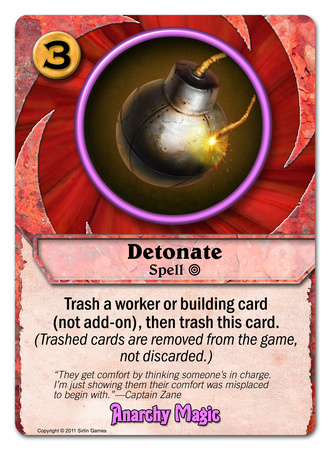 3
Detonate
Spell
Trash a worker or building card
(not add-on), then trash this card.
(Trashed cards are removed from the game,
not discarded.)
"They get comfort by thinking someone's in charge.
I'm just showing them their comfort was misplaced
to begin with."—Captain Zane
Anarchy Magic
Copyright © 2011 Sirlin Games